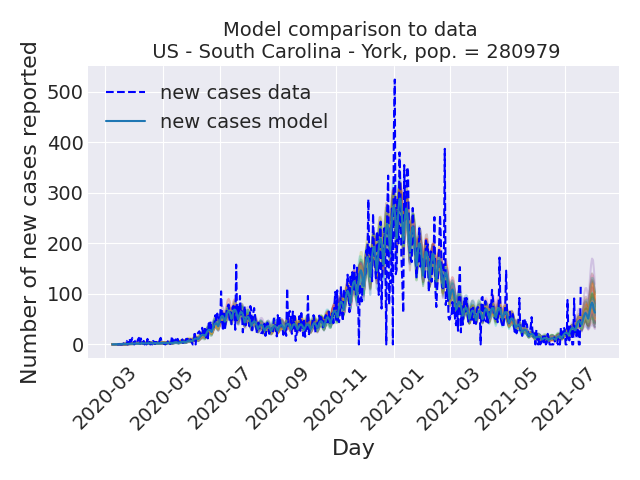 Model comparison to data
US - South Carolina - York, pop. = 280979
Number of new cases reported
500
400
300
200
100
0
new cases data
new cases model
2020-03
2020-05
2020-07
2020-09
2020-11
2021-01
2021-03
2021-05
2021-07
Day